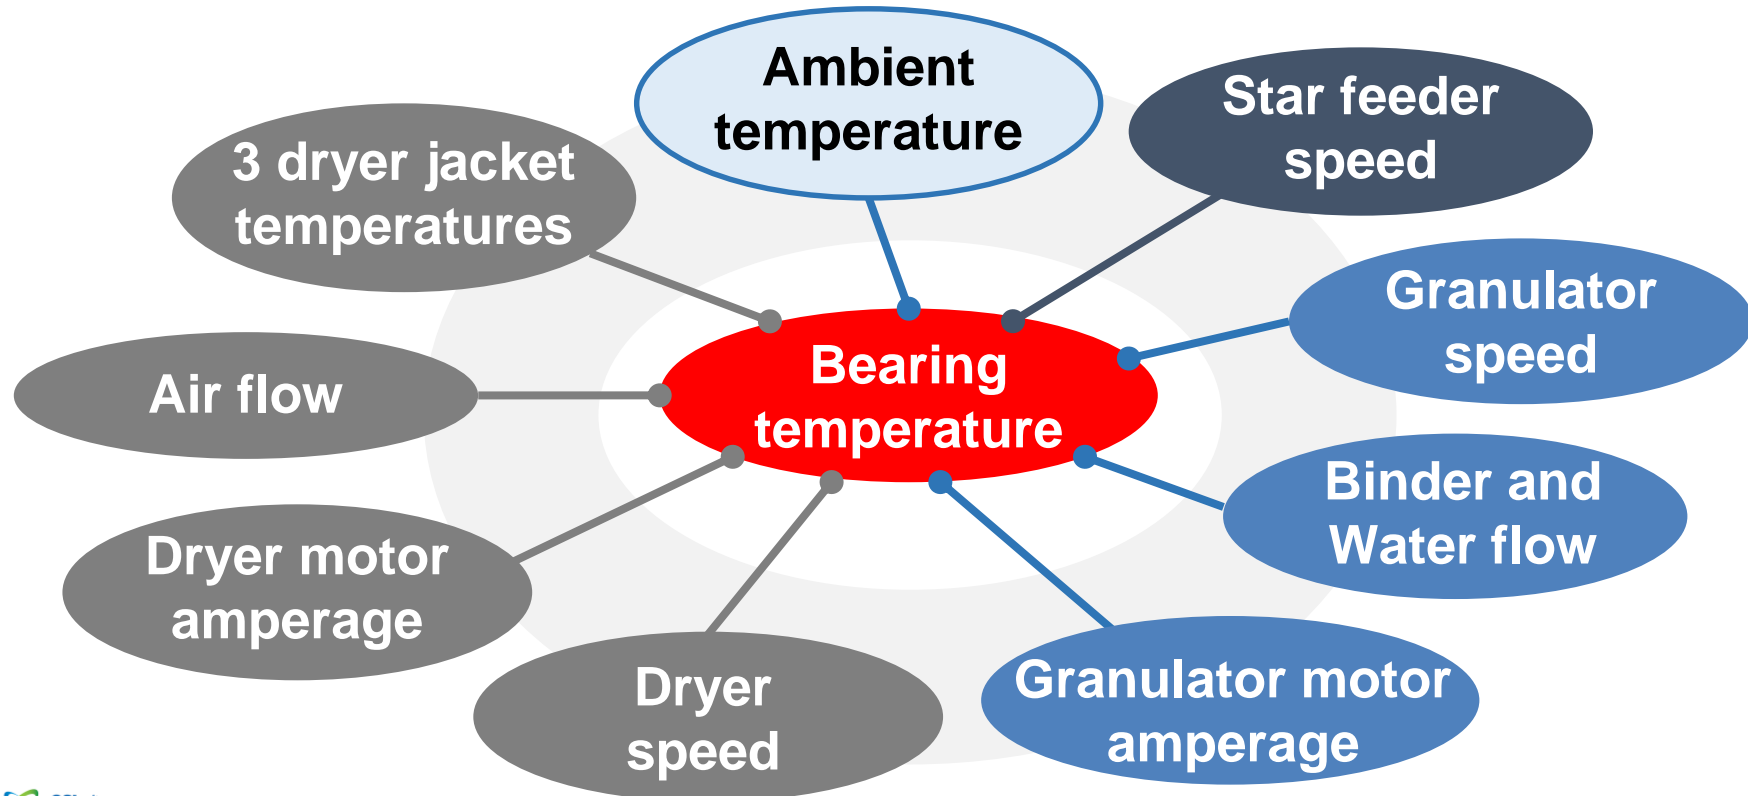 Ambient
temperature
Star feeder
speed
3 dryer jacket
temperatures
Granulator
speed
Air flow
Bearing
temperature
Binder and
Water flow
Dryer motor
amperage
Dryer
speed
Granulator motor
amperage